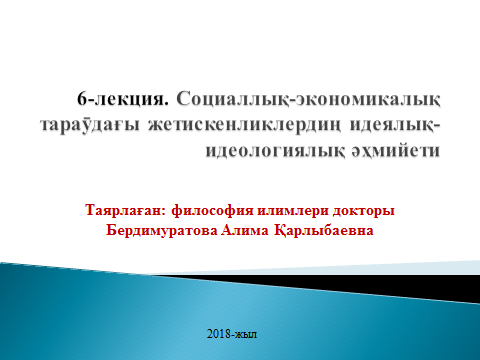 6-лекция. Социаллық-экономикалық
тараўдағы жетискенликлердиң идеялық-
идеологиялық әҳмийети
Таярлаған: философия илимлери докторы
Бердимуратова Алима Қарлыбаевна
2018-жыл